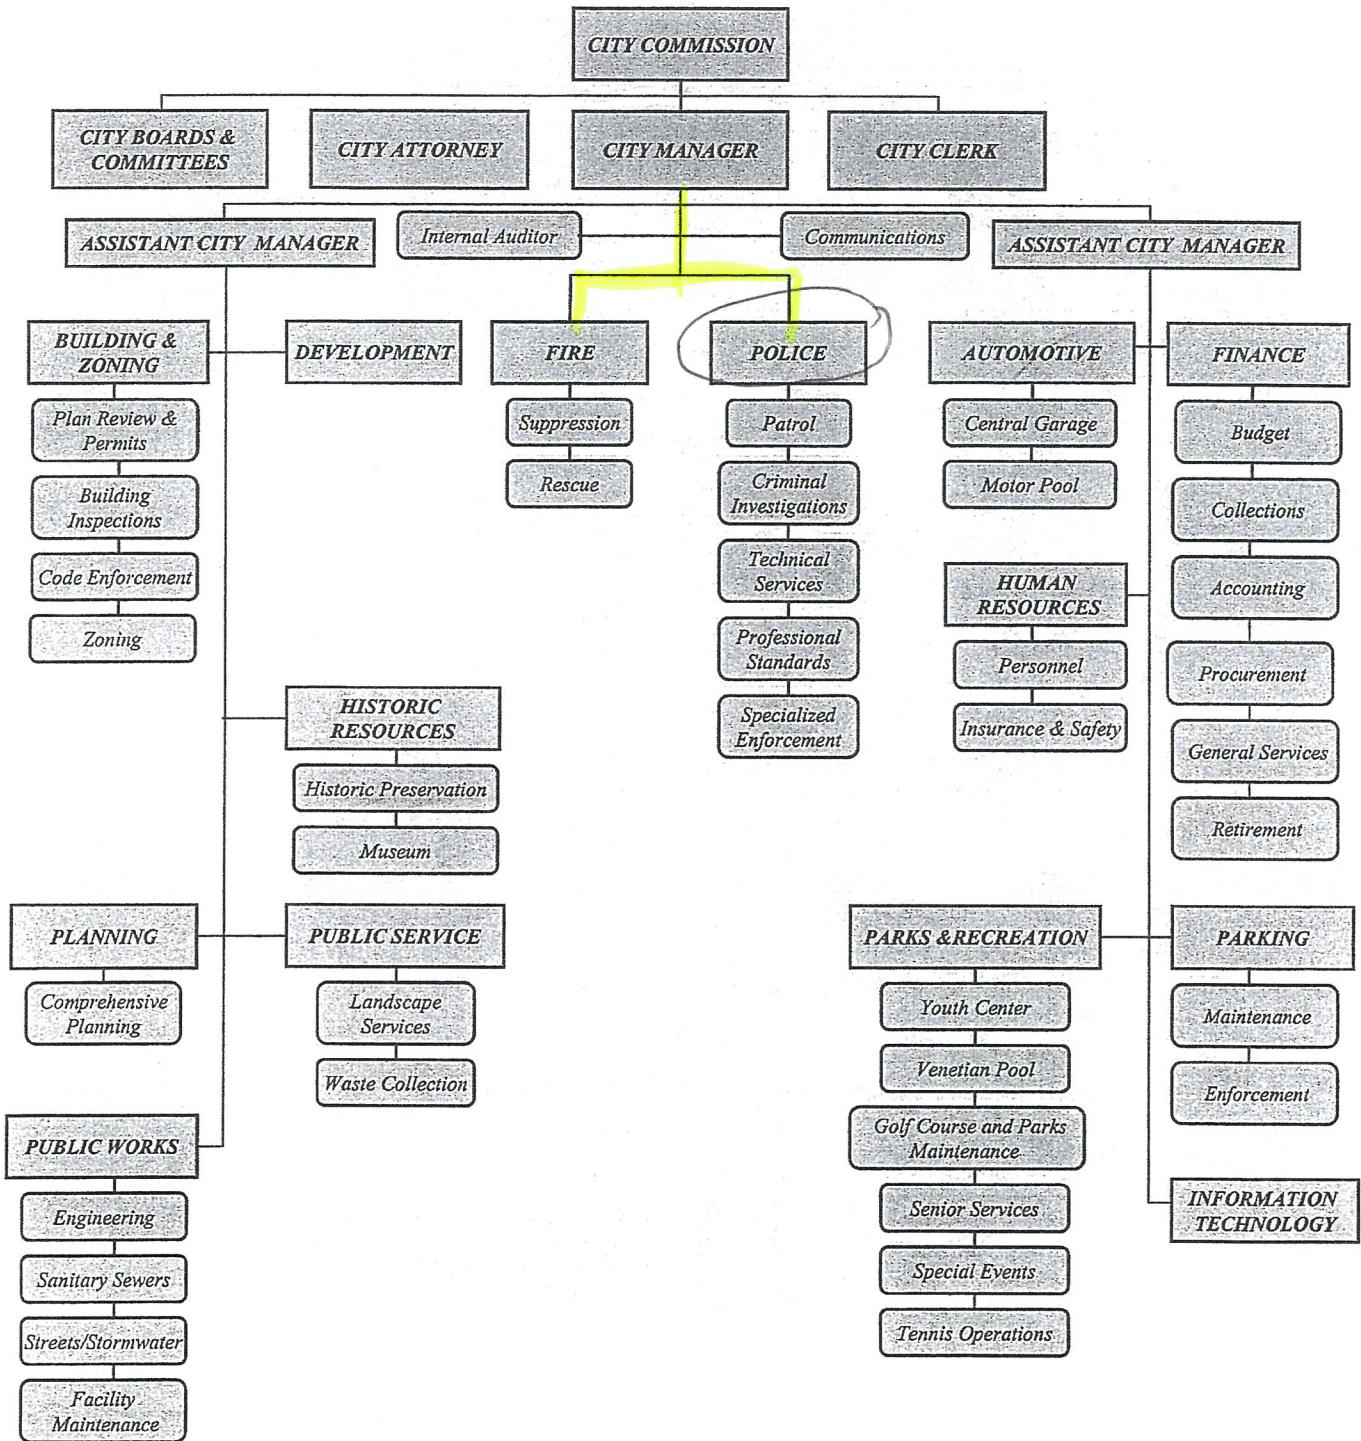 CITY COMMISSION
CITY BOARDS &
COMMITTEES
CITY ATTORNEY
CITY MANAGER
CITY CLERK
ASSISTANT CITY MANAGER
Internal Auditor
Communications
ASSISTANT CITY MANAGER
BUILDING &
ZONING
Plan Review &
Permits
Building
Inspections
Code Enforcement
Zoning
DEVELOPMENT
FIRE
Suppression
Rescue
POLICE
Patrol
Criminal
Investigations
Technical
Services
Professional
Standards
Specialized
Enforcement
AUTOMOTIVE
Central Garage
Motor Pool
FINANCE
Budget
Collections
Accounting
Procurement
General Services
Retirement
HUMAN
RESOURCES
Personnel
Insurance & Safety
HISTORIC
RESOURCES
Historic Preservation
Museum
PLANNING
Comprehensive
Planning
PUBLIC SERVICE
Landscape
Services
Waste Collection
PARKS &RECREATION
Youth Center
Venetian Pool
Golf Course and Parks
Maintenance
Senior Services
Special Events
Tennis Operations
PARKING
Maintenance
Enforcement
PUBLIC WORKS
Engineering
Sanitary Sewers
Streets/Stormwater
Facility
Maintenance
INFORMATION
TECHNOLOGY